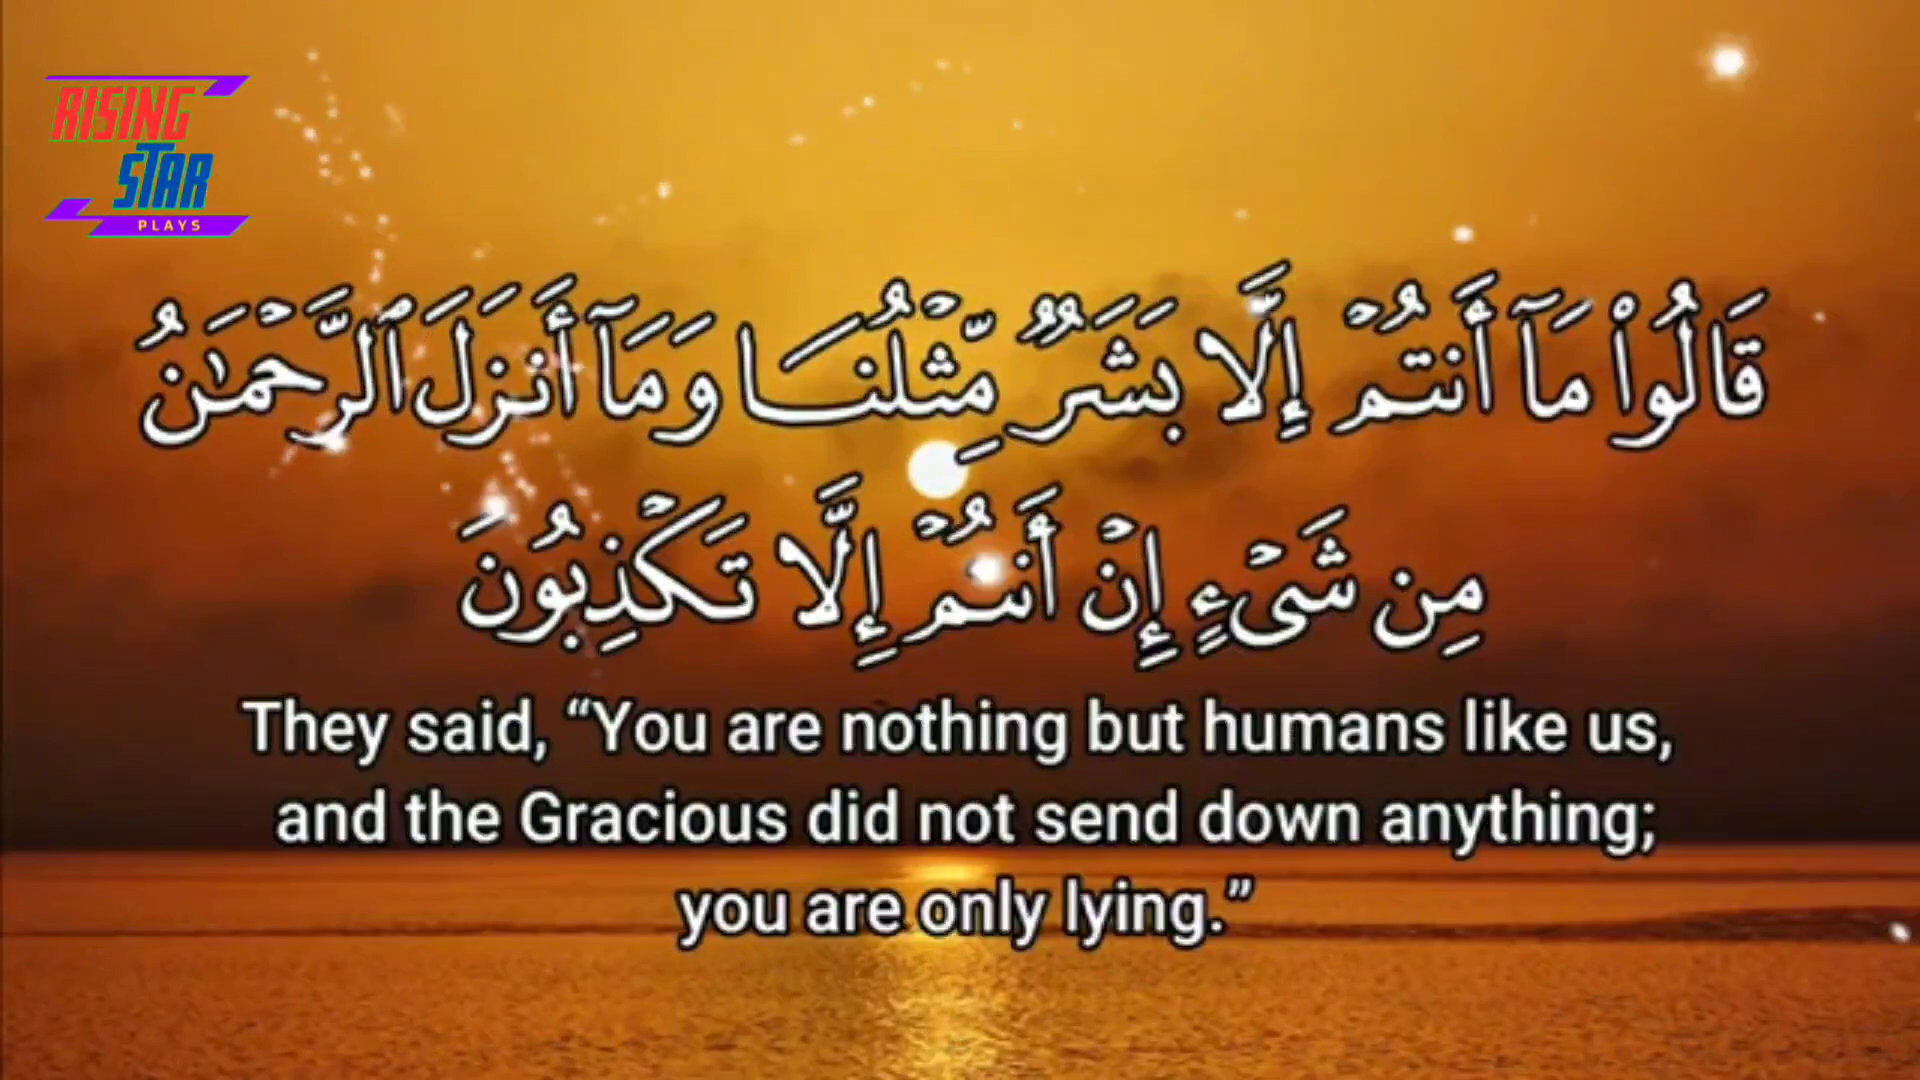 RISING
STAR
PLAYS
قَالُوا۟ مَآ أَنتُمۡ إِلَّا بَشَرٌ مِّثۡلُنَا وَمَآ أَنزَلَ ٱلرَّحۡمَٰنُ
مِن شَىۡءٍ إِنۡ أَنتُمۡ إِلَّا تَكۡذِبُونَ
They said, “You are nothing but humans like us,
and the Gracious did not send down anything;
you are only lying.”